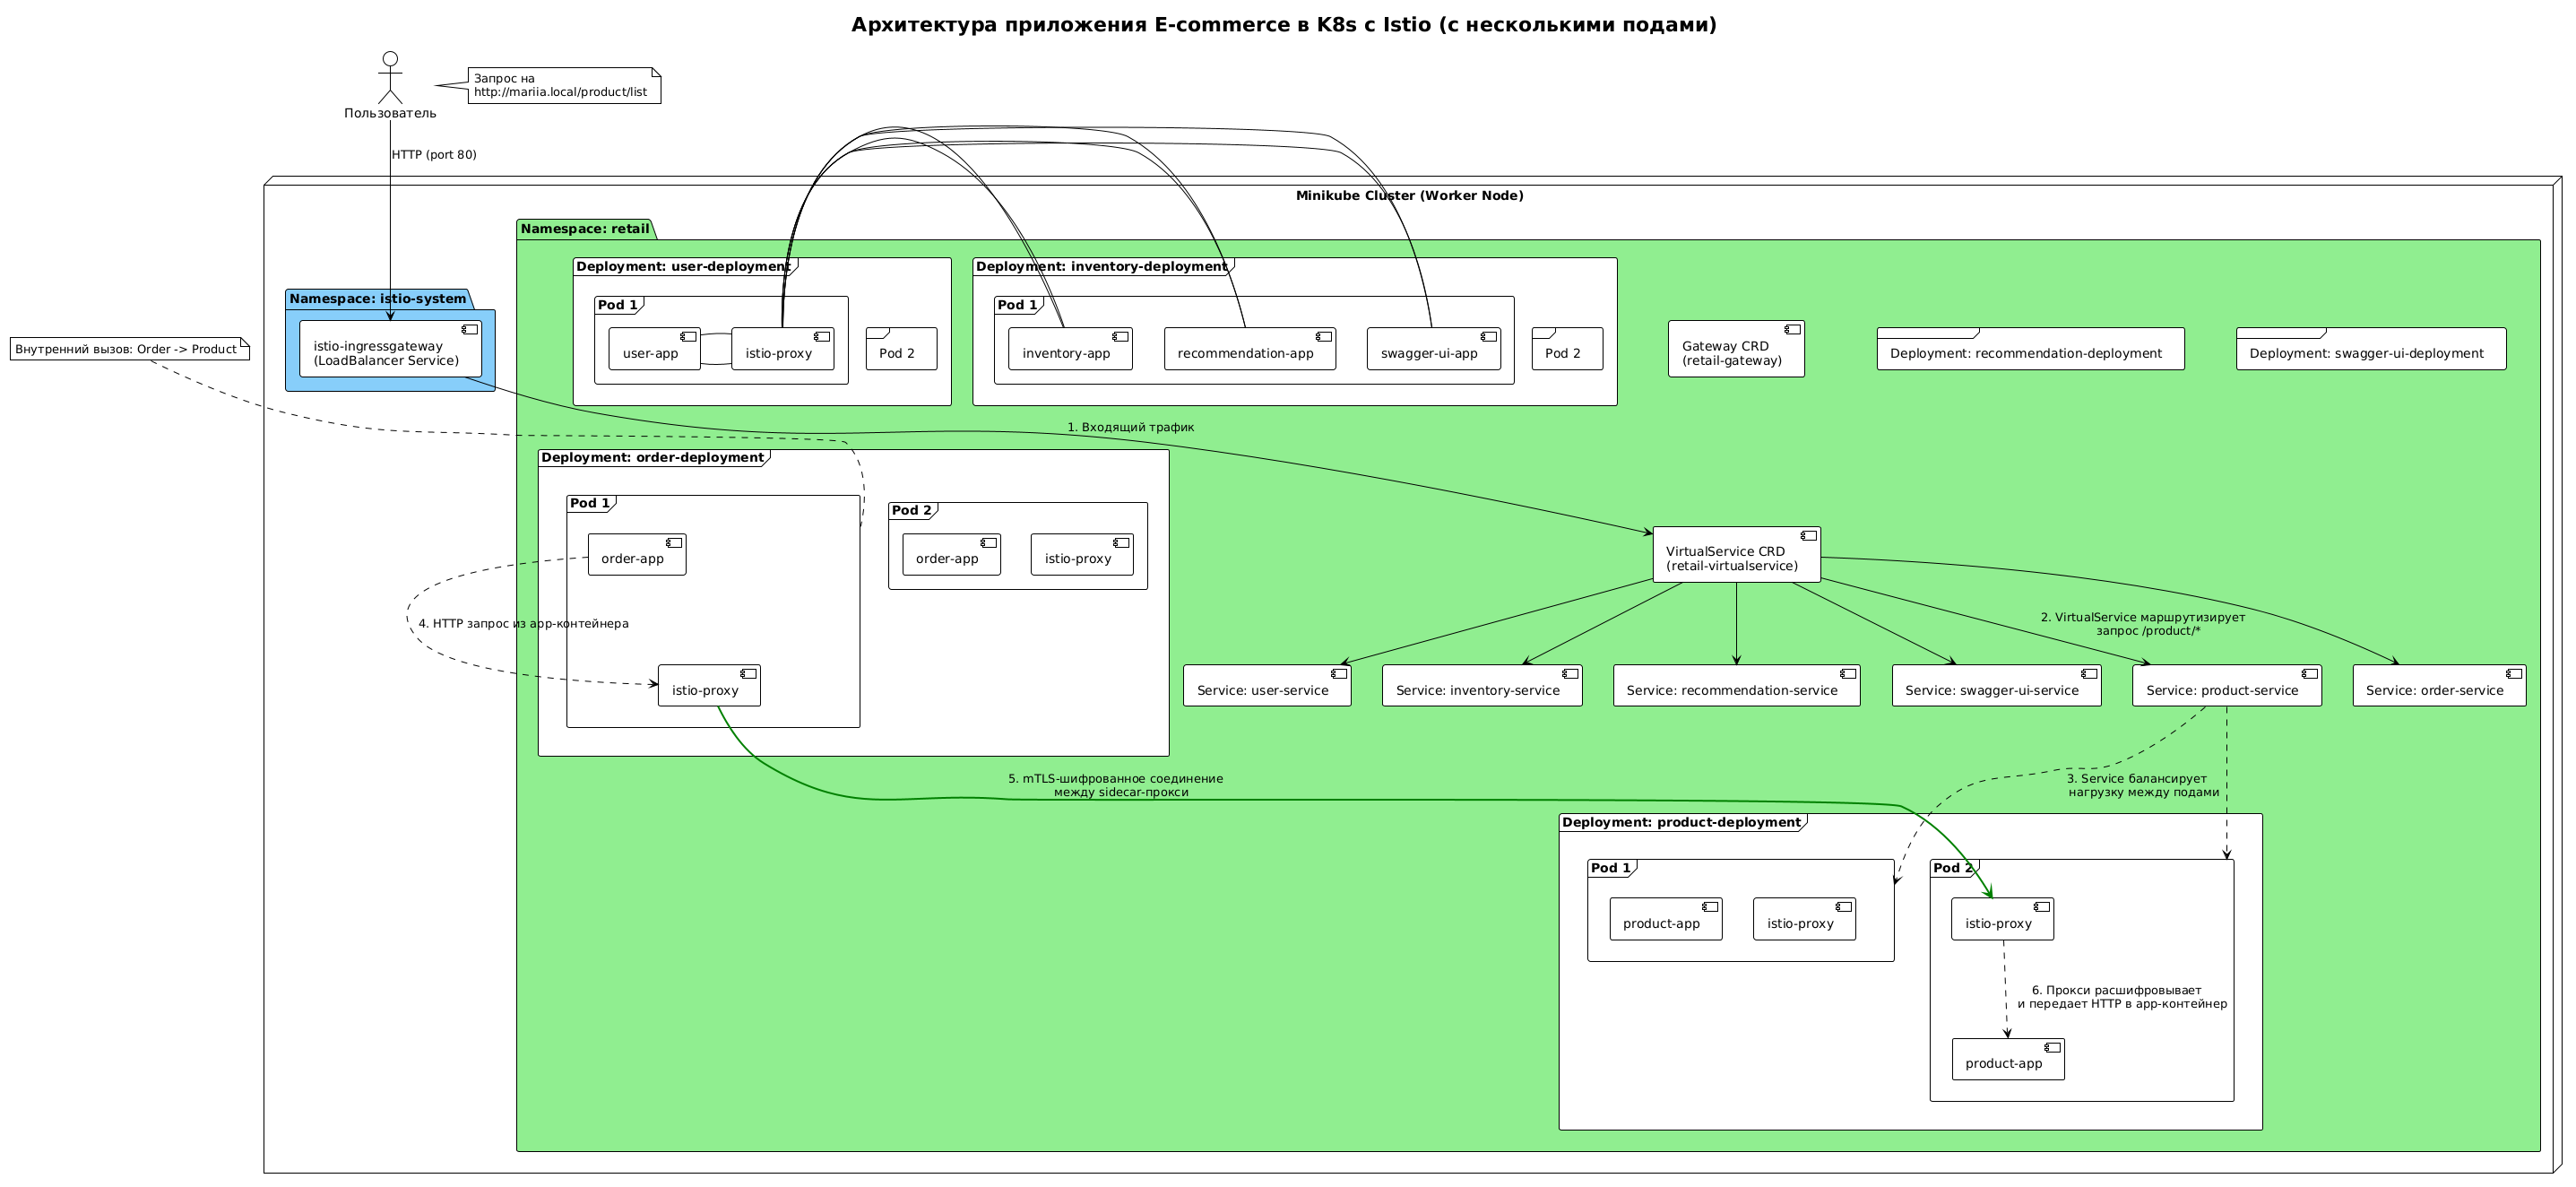 Архитектура приложения E-commerce в K8s с Istio (с несколькими подами)
Запрос на
http://mariia.local/product/list
Пользователь
HTTP (port 80)
Minikube Cluster (Worker Node)
Namespace: retail
Deployment: user-deployment
Pod 1
user-app
istio-proxy
Pod 2
Deployment: inventory-deployment
Pod 1
inventory-app
recommendation-app
swagger-ui-app
Pod 2
Gateway CRD
(retail-gateway)
Deployment: recommendation-deployment
Deployment: swagger-ui-deployment
Namespace: istio-system
istio-ingressgateway
(LoadBalancer Service)
Внутренний вызов: Order -> Product
1. Входящий трафик
Deployment: order-deployment
Pod 1
order-app
4. HTTP запрос из app-контейнера
istio-proxy
Pod 2
order-app
istio-proxy
VirtualService CRD
(retail-virtualservice)
2. VirtualService маршрутизирует
запрос /product/*
Service: user-service
Service: inventory-service
Service: recommendation-service
Service: swagger-ui-service
Service: product-service
Service: order-service
5. mTLS-шифрованное соединение
между sidecar-прокси
3. Service балансирует
нагрузку между подами
Deployment: product-deployment
Pod 1
product-app
istio-proxy
Pod 2
istio-proxy
6. Прокси расшифровывает
и передает HTTP в app-контейнер
product-app